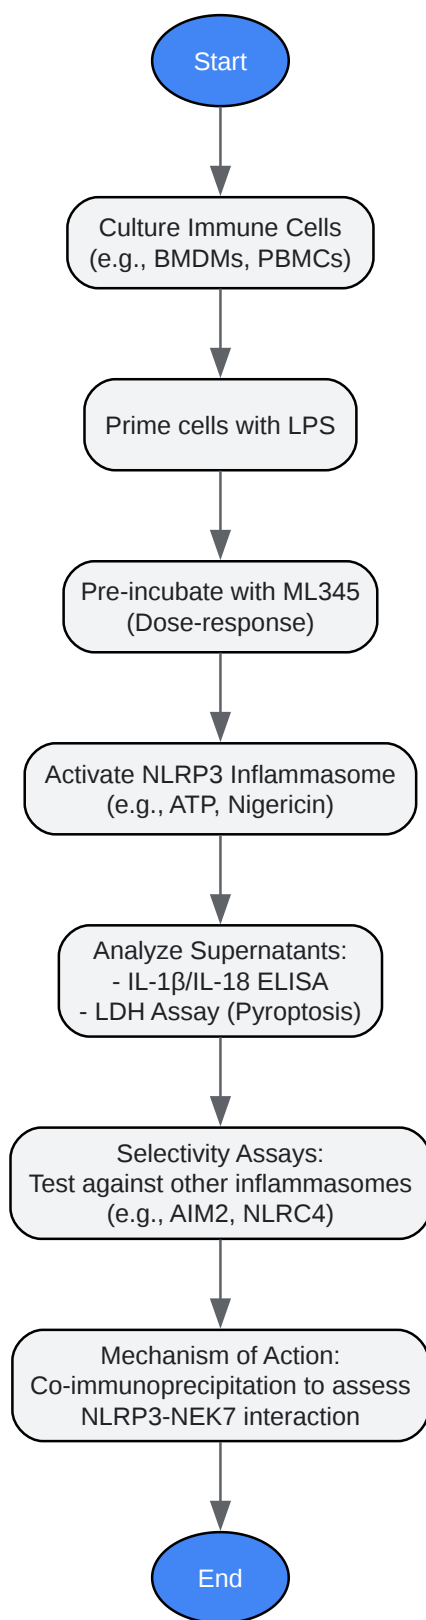 Start
Culture Immune Cells
(e.g., BMDMs, PBMCs)
Prime cells with LPS
Pre-incubate with ML345
(Dose-response)
Activate NLRP3 Inflammasome
(e.g., ATP, Nigericin)
Analyze Supernatants:
- IL-1β/IL-18 ELISA
- LDH Assay (Pyroptosis)
Selectivity Assays:
Test against other inflammasomes
(e.g., AIM2, NLRC4)
Mechanism of Action:
Co-immunoprecipitation to assess
NLRP3-NEK7 interaction
End